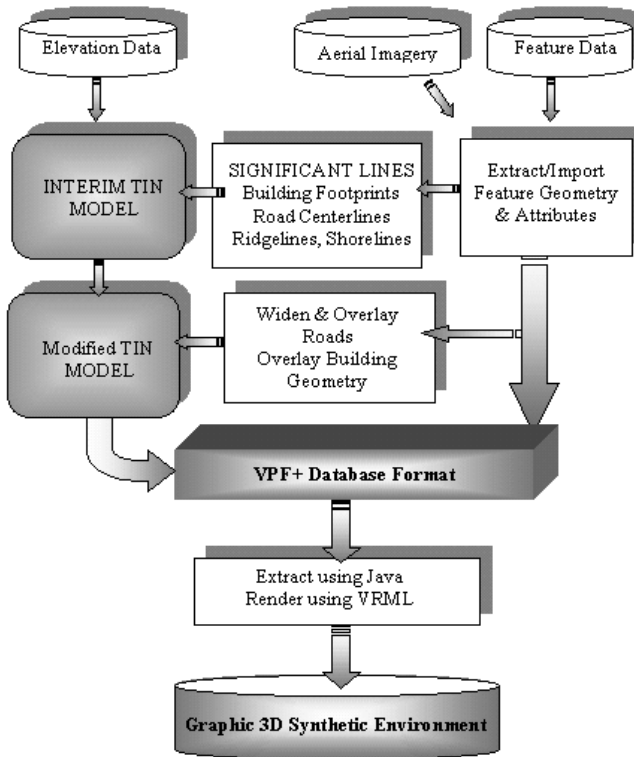 Elevation Data
Aerial Imagery
Feature Data
INTERIM TIN
MODEL
SIGNIFICANT LINES
Building Footprints
Road Centerlines
Ridgelines, Shorelines
Extract/Import
Feature Geometry
& Attributes
Modified TIN
MODEL
Widen & Overlay
Roads
Overlay Building
Geometry
VPF+ Database Format
Extract using Java
Render using VRML
Graphic 3D Synthetic Environment